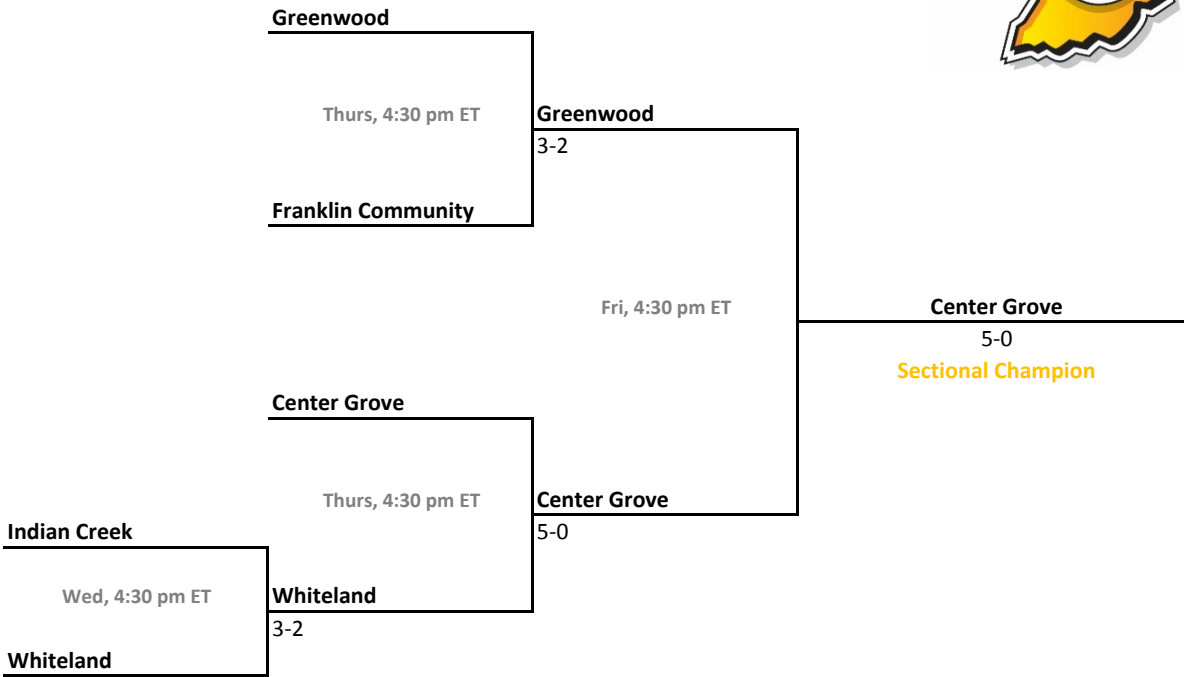 Greenwood
Thurs, 4:30 pm ET
Greenwood
3-2
Franklin Community
Fri, 4:30 pm ET
Center Grove
5-0
Sectional Champion
Center Grove
Thurs, 4:30 pm ET
Center Grove
5-0
Indian Creek
Wed, 4:30 pm ET
Whiteland
3-2
Whiteland